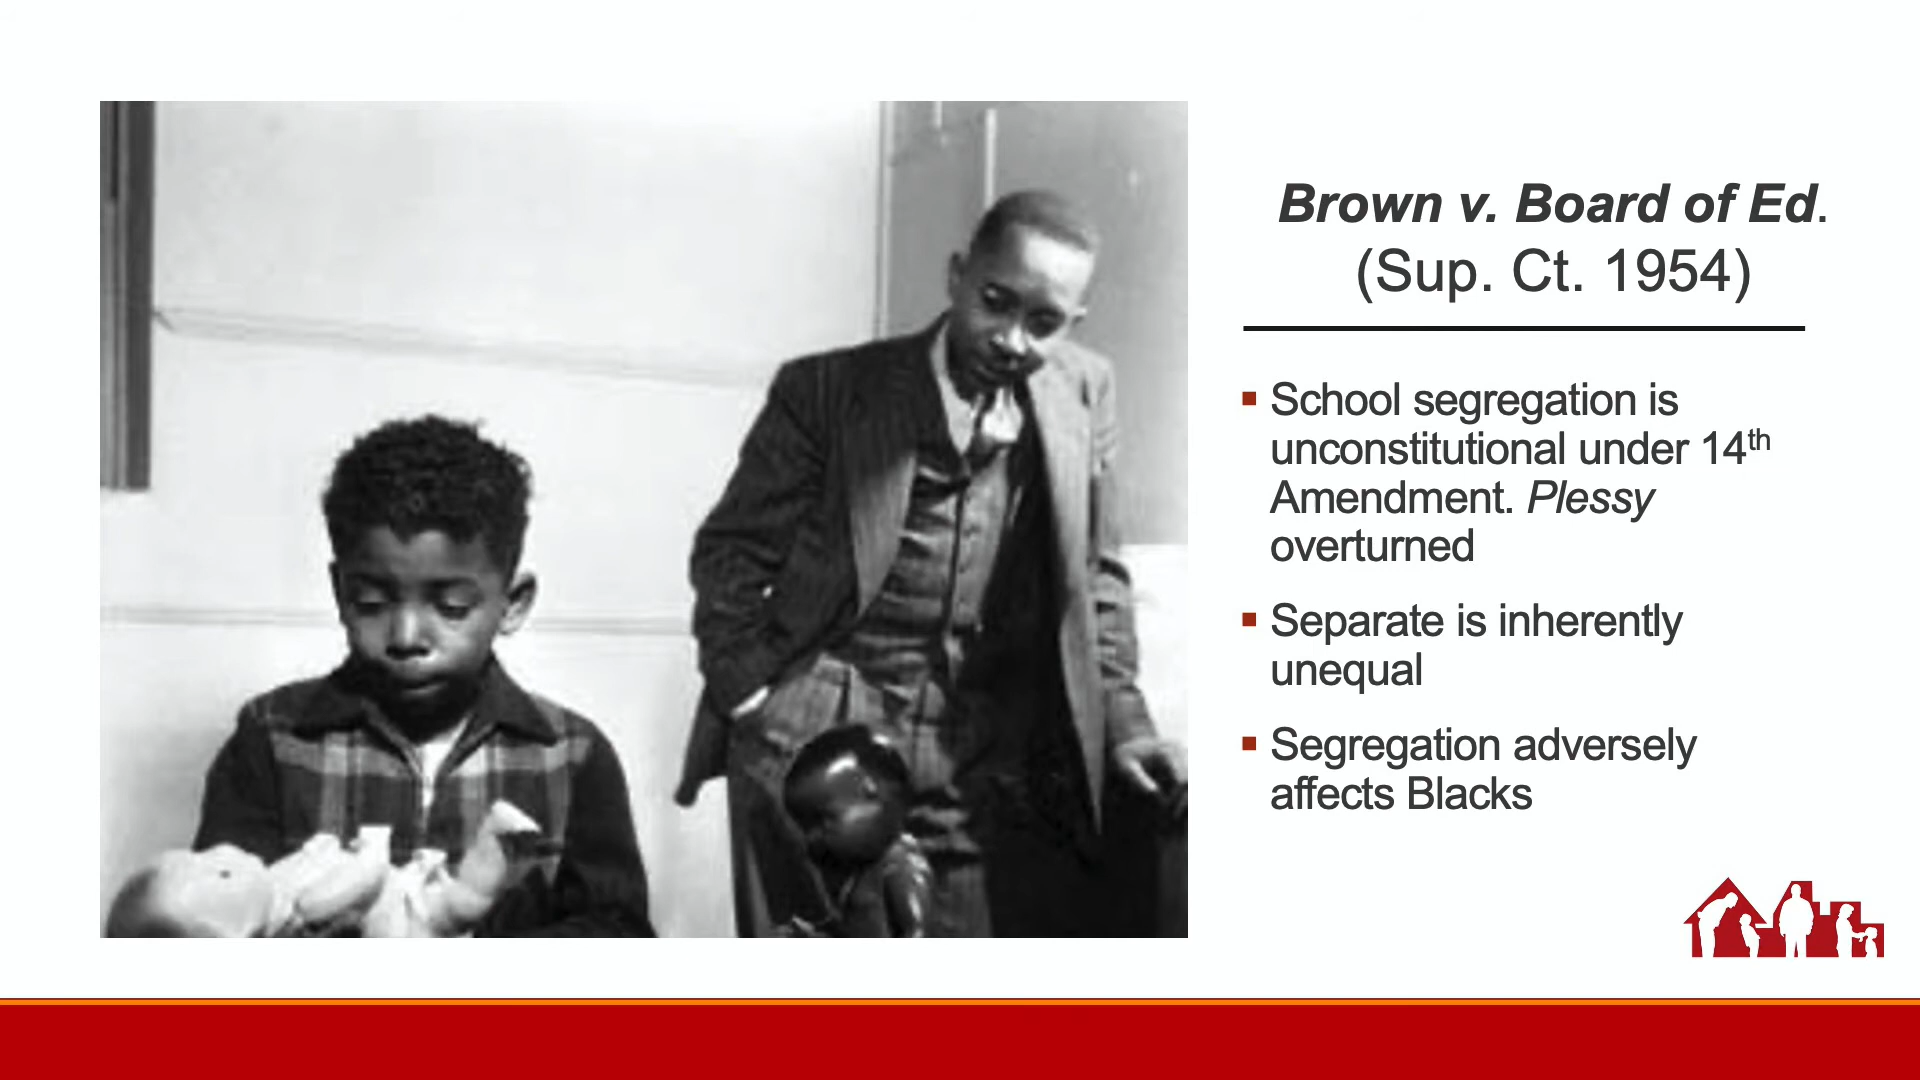 Brown v. Board of Ed.
(Sup. Ct. 1954)
▪ School segregation is
unconstitutional under 14th
Amendment. Plessy
overturned
▪ Separate is inherently
unequal
▪ Segregation adversely
affects Blacks